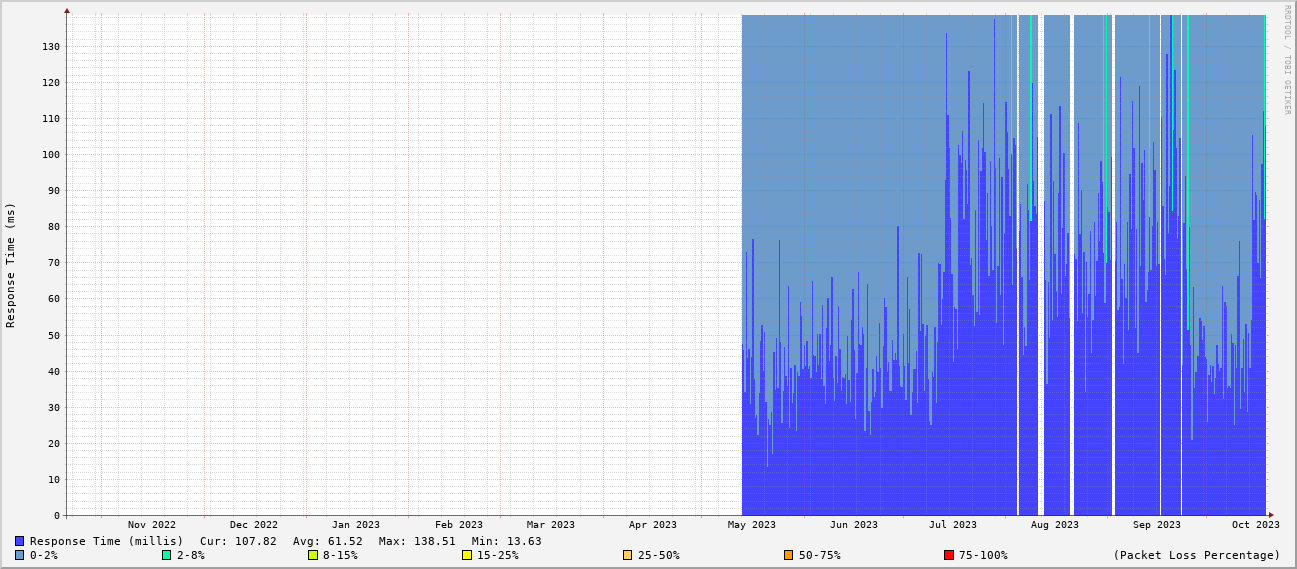 RRDTOOL / TOBI OETIKER
Response Time (ms)
130
120
110
100
90
80
70
60
50
40
30
20
10
0
Nov 2022 Dec 2022 Jan 2023 Feb 2023 Mar 2023 Apr 2023 May 2023 Jun 2023 Jul 2023 Aug 2023 Sep 2023 Oct 2023
Response Time (millis) Cur: 107.82 Avg: 61.52 Max: 138.51 Min: 13.63
0-2% 2-8% 8-15% 15-25% 25-50% 50-75% 75-100% (Packet Loss Percentage)